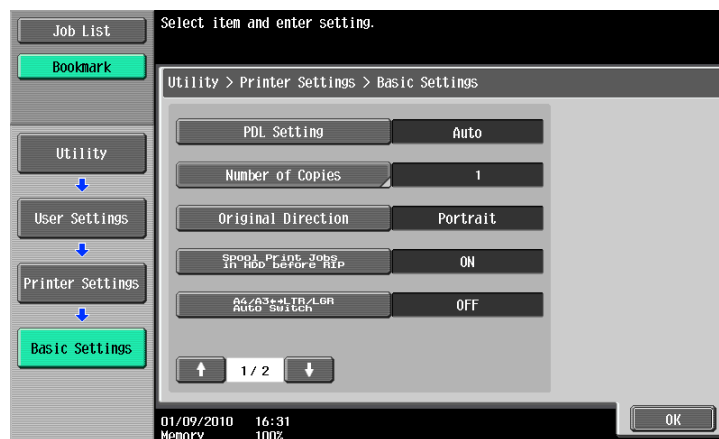 Job List
Bookmark
Select item and enter setting.
Utility > Printer Settings > Basic Settings
PDL Setting
Auto
Number of Copies
1
Original Direction
Portrait
Spool Print Jobs
in HDD before RIP
ON
A4/A3↔LTR/LGR
Auto Switch
OFF
1/ 2
Utility
User Settings
Printer Settings
Basic Settings
01/09/2010 16:31
Memory 100%
OK